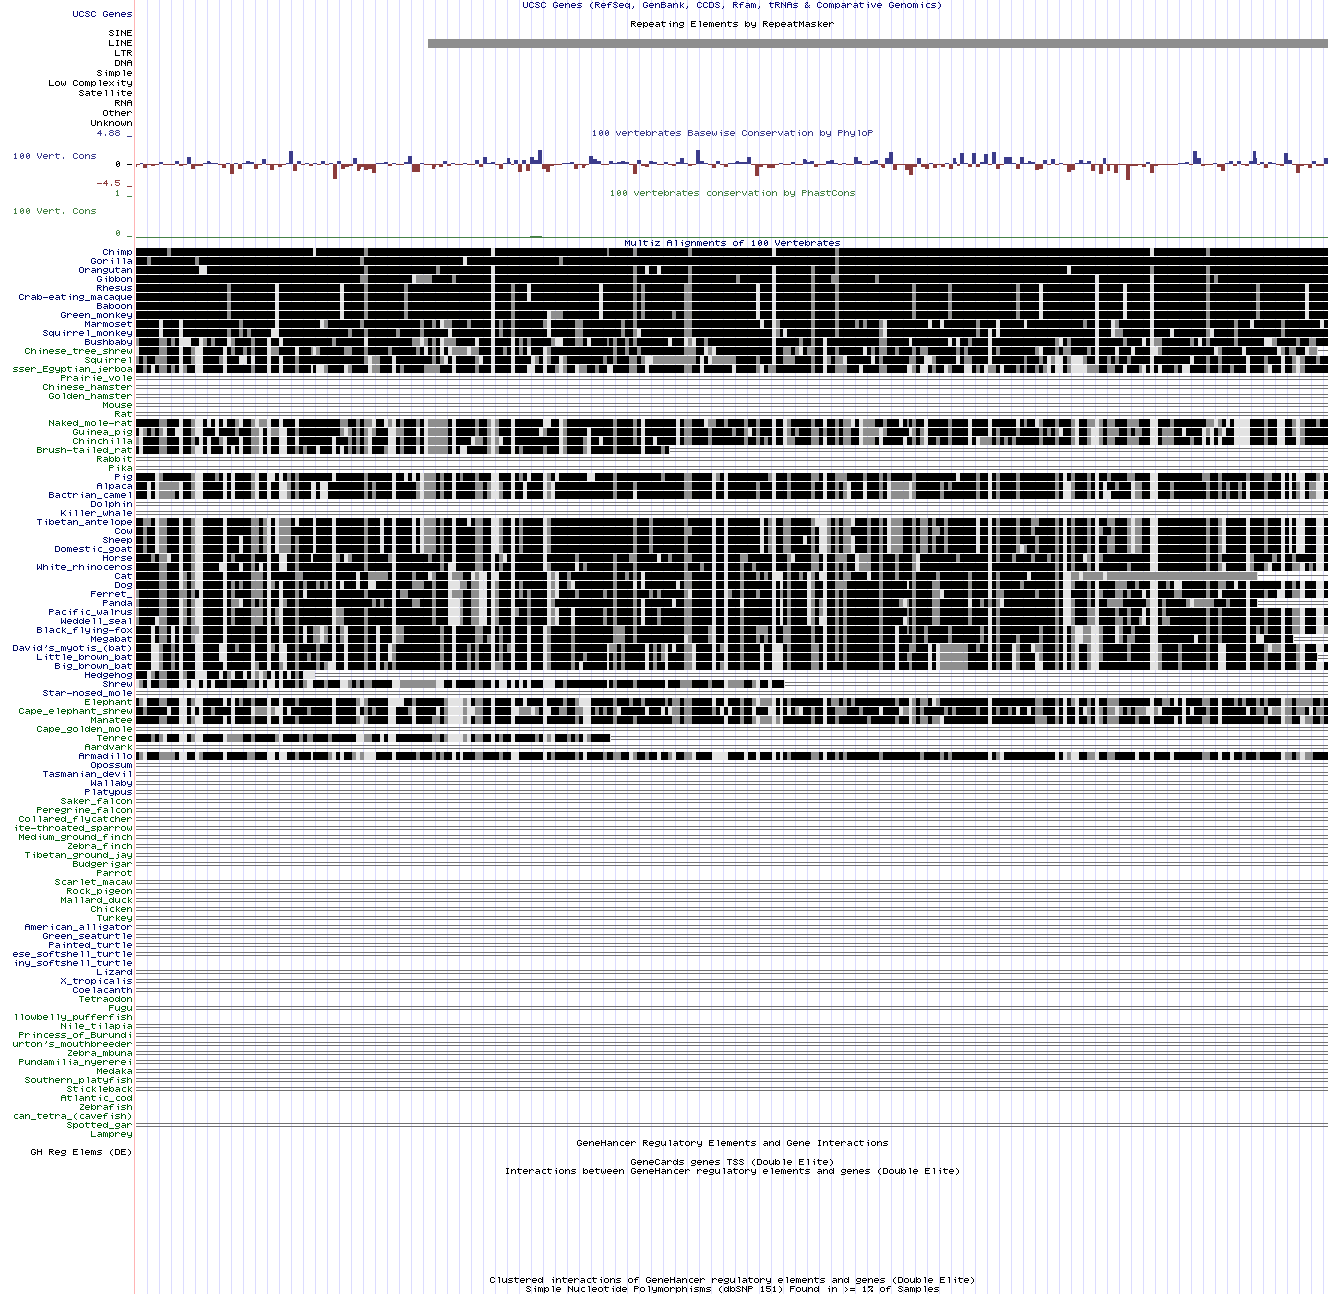 UCSC Genes (RefSeq, GenBank, CCDS, Rfam, tRNAs & Comparative Genomics)
UCSC Genes
Repeating Elements by RepeatMasker
SINE
LINE
LTR
DNA
Simple
Low Complexity
Satellite
RNA
Other
Unknown
4.88 _
100 vertebrates Basewise Conservation by PhyloP
100 Vert. Cons
0 _
-4.5 _
1 _
100 vertebrates conservation by PhastCons
100 Vert. Cons
0 _
Multiz Alignments of 100 Vertebrates
Chimp
Gorilla
Orangutan
Gibbon
Rhesus
Crab-eating_macaque
Baboon
Green_monkey
Marmoset
Squirrel_monkey
Bushbaby
Chinese_tree_shrew
Squirrel
sser_Egyptian_jerboa
Prairie_vole
Chinese_hamster
Golden_hamster
Mouse
Rat
Naked_mole-rat
Guinea_pig
Chinchilla
Brush-tailed_rat
Rabbit
Pika
Pig
Alpaca
Bactrian_camel
Dolphin
Killer_whale
Tibetan_antelope
Cow
Sheep
Domestic_goat
Horse
White_rhinoceros
Cat
Dog
Ferret_
Panda
Pacific_walrus
Weddell_seal
Black_flying-fox
Megabat
David's_myotis_(bat)
Little_brown_bat
Big_brown_bat
Hedgehog
Shrew
Star-nosed_mole
Elephant
Cape_elephant_shrew
Manatee
Cape_golden_mole
Tenrec
Aardvark
Armadillo
Opossum
Tasmanian_devil
Wallaby
Platypus
Saker_falcon
Peregrine_falcon
Collared_flycatcher
ite-throated_sparrow
Medium_ground_finch
Zebra_finch
Tibetan_ground_jay
Budgerigar
Parrot
Scarlet_macaw
Rock_pigeon
Mallard_duck
Chicken
Turkey
American_alligator
Green_seaturtle
Painted_turtle
ese_softshell_turtle
iny_softshell_turtle
Lizard
X_tropicalis
Coelacanth
Tetraodon
Fugu
llowbelly_pufferfish
Nile_tilapia
Princess_of_Burundi
urton's_mouthbreeder
Zebra_mbuna
Pundamilia_nyererei
Medaka
Southern_platyfish
Stickleback
Atlantic_cod
Zebrafish
can_tetra_(cavefish)
Spotted_gar
Lamprey
GeneHancer Regulatory Elements and Gene Interactions
GH Reg Elems (DE)
GeneCards genes TSS (Double Elite)
Interactions between GeneHancer regulatory elements and genes (Double Elite)
Clustered interactions of GeneHancer regulatory elements and genes (Double Elite)
Simple Nucleotide Polymorphisms (dbSNP 151) Found in >= 1% of Samples